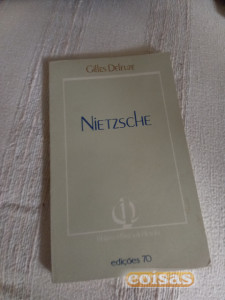 Gilles Deleuze
NIETZSCHE
edições 70
coisas